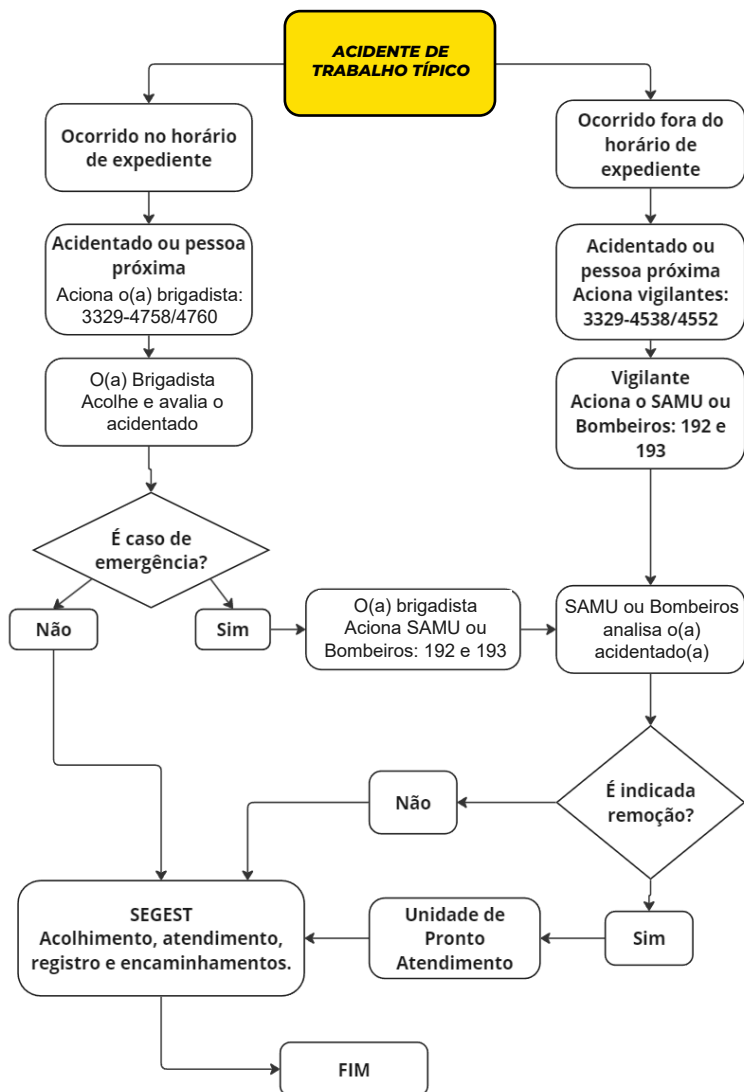 ACIDENTE DE
TRABALHO TÍPICO
Ocorrido no horário
de expediente
Ocorrido fora do
horário de
expediente
Acidentado ou pessoa
próxima
Aciona o(a) brigadista:
3329-4758/4760
Acidentado ou
pessoa próxima
Aciona vigilantes:
3329-4538/4552
O(a) Brigadista
Acolhe e avalia o
acidentado
Vigilante
Aciona o SAMU ou
Bombeiros: 192 e
193
É caso de
emergência?
Não
Sim
O(a) brigadista
Aciona SAMU ou
Bombeiros: 192 e 193
SAMU ou Bombeiros
analisa o(a)
acidentado(a)
É indicada
remoção?
Não
Sim
Unidade de
Pronto
Atendimento
SEGEST
Acolhimento, atendimento,
registro e encaminhamentos.
FIM